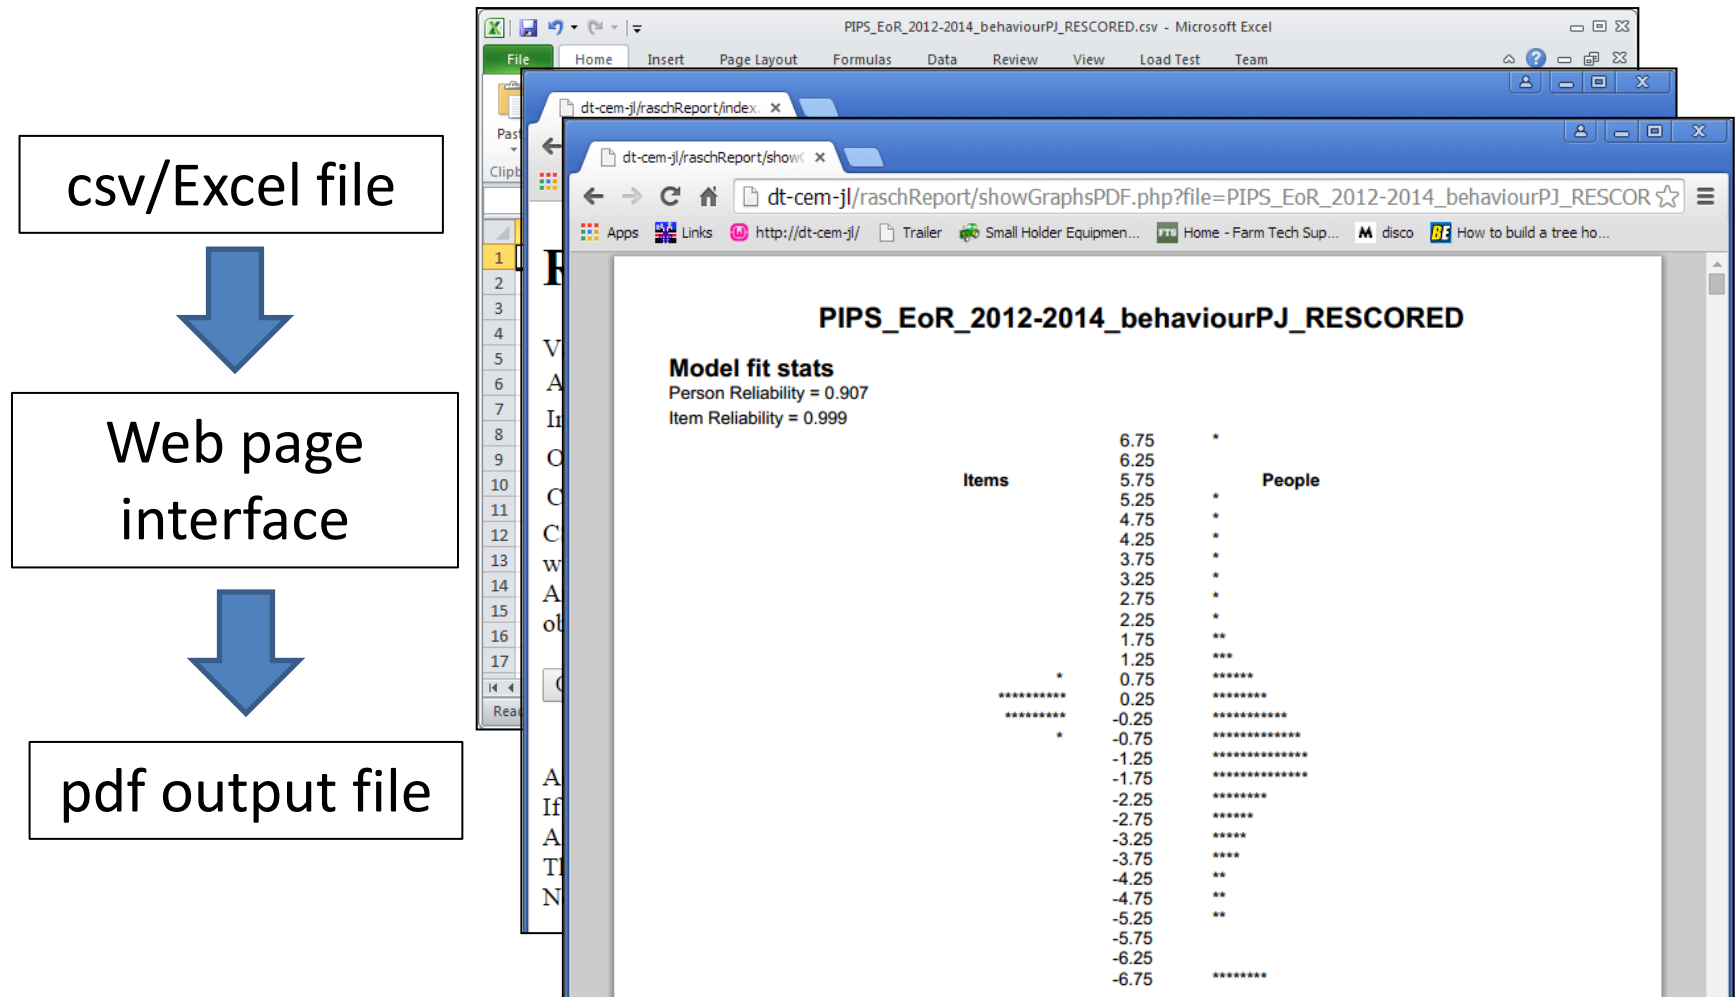 csv/Excel file
Web page
interface
pdf output file
PIPS_EoR_2012-2014_behaviourPJ_RESCORED.csv - Microsoft Excel
File Home Insert Page Layout Formulas Data Review View Load Test Team
dt-cem-jl/raschReport/index.
1
2
3
4
5
6
7
8
9
10
11
12
13
14
15
16
17
dt-cem-jl/raschReport/show
dt-cem-jl/raschReport/showGraphsPDF.php?file=PIPS_EoR_2012-2014_behaviourPJ_RESCOR
Apps Links http://dt-cem-jl/ Trailer Small Holder Equipmen... FTS Home - Farm Tech Sup... M disco BE How to build a tree ho...
PIPS_EoR_2012-2014_behaviourPJ_RESCORED
Model fit stats
Person Reliability = 0.907
Item Reliability = 0.999
6.75 *
6.25
Items 5.75 People
5.25 *
4.75 *
4.25 *
3.75 *
3.25 *
2.75 *
2.25 *
1.75 **
1.25 ***
* 0.75 ******
********** 0.25 ********
********* -0.25 ***********
* -0.75 *************
-1.25 **************
-1.75 **************
-2.25 ********
-2.75 ******
-3.25 *****
-3.75 ****
-4.25 **
-4.75 **
-5.25 **
-5.75
-6.25
-6.75 ********